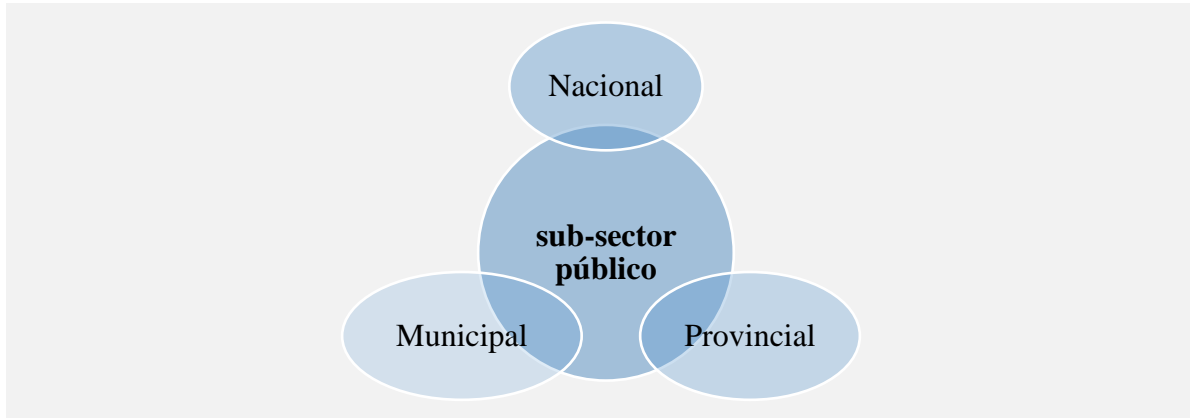 Nacional
sub-sector
público
Municipal
Provincial